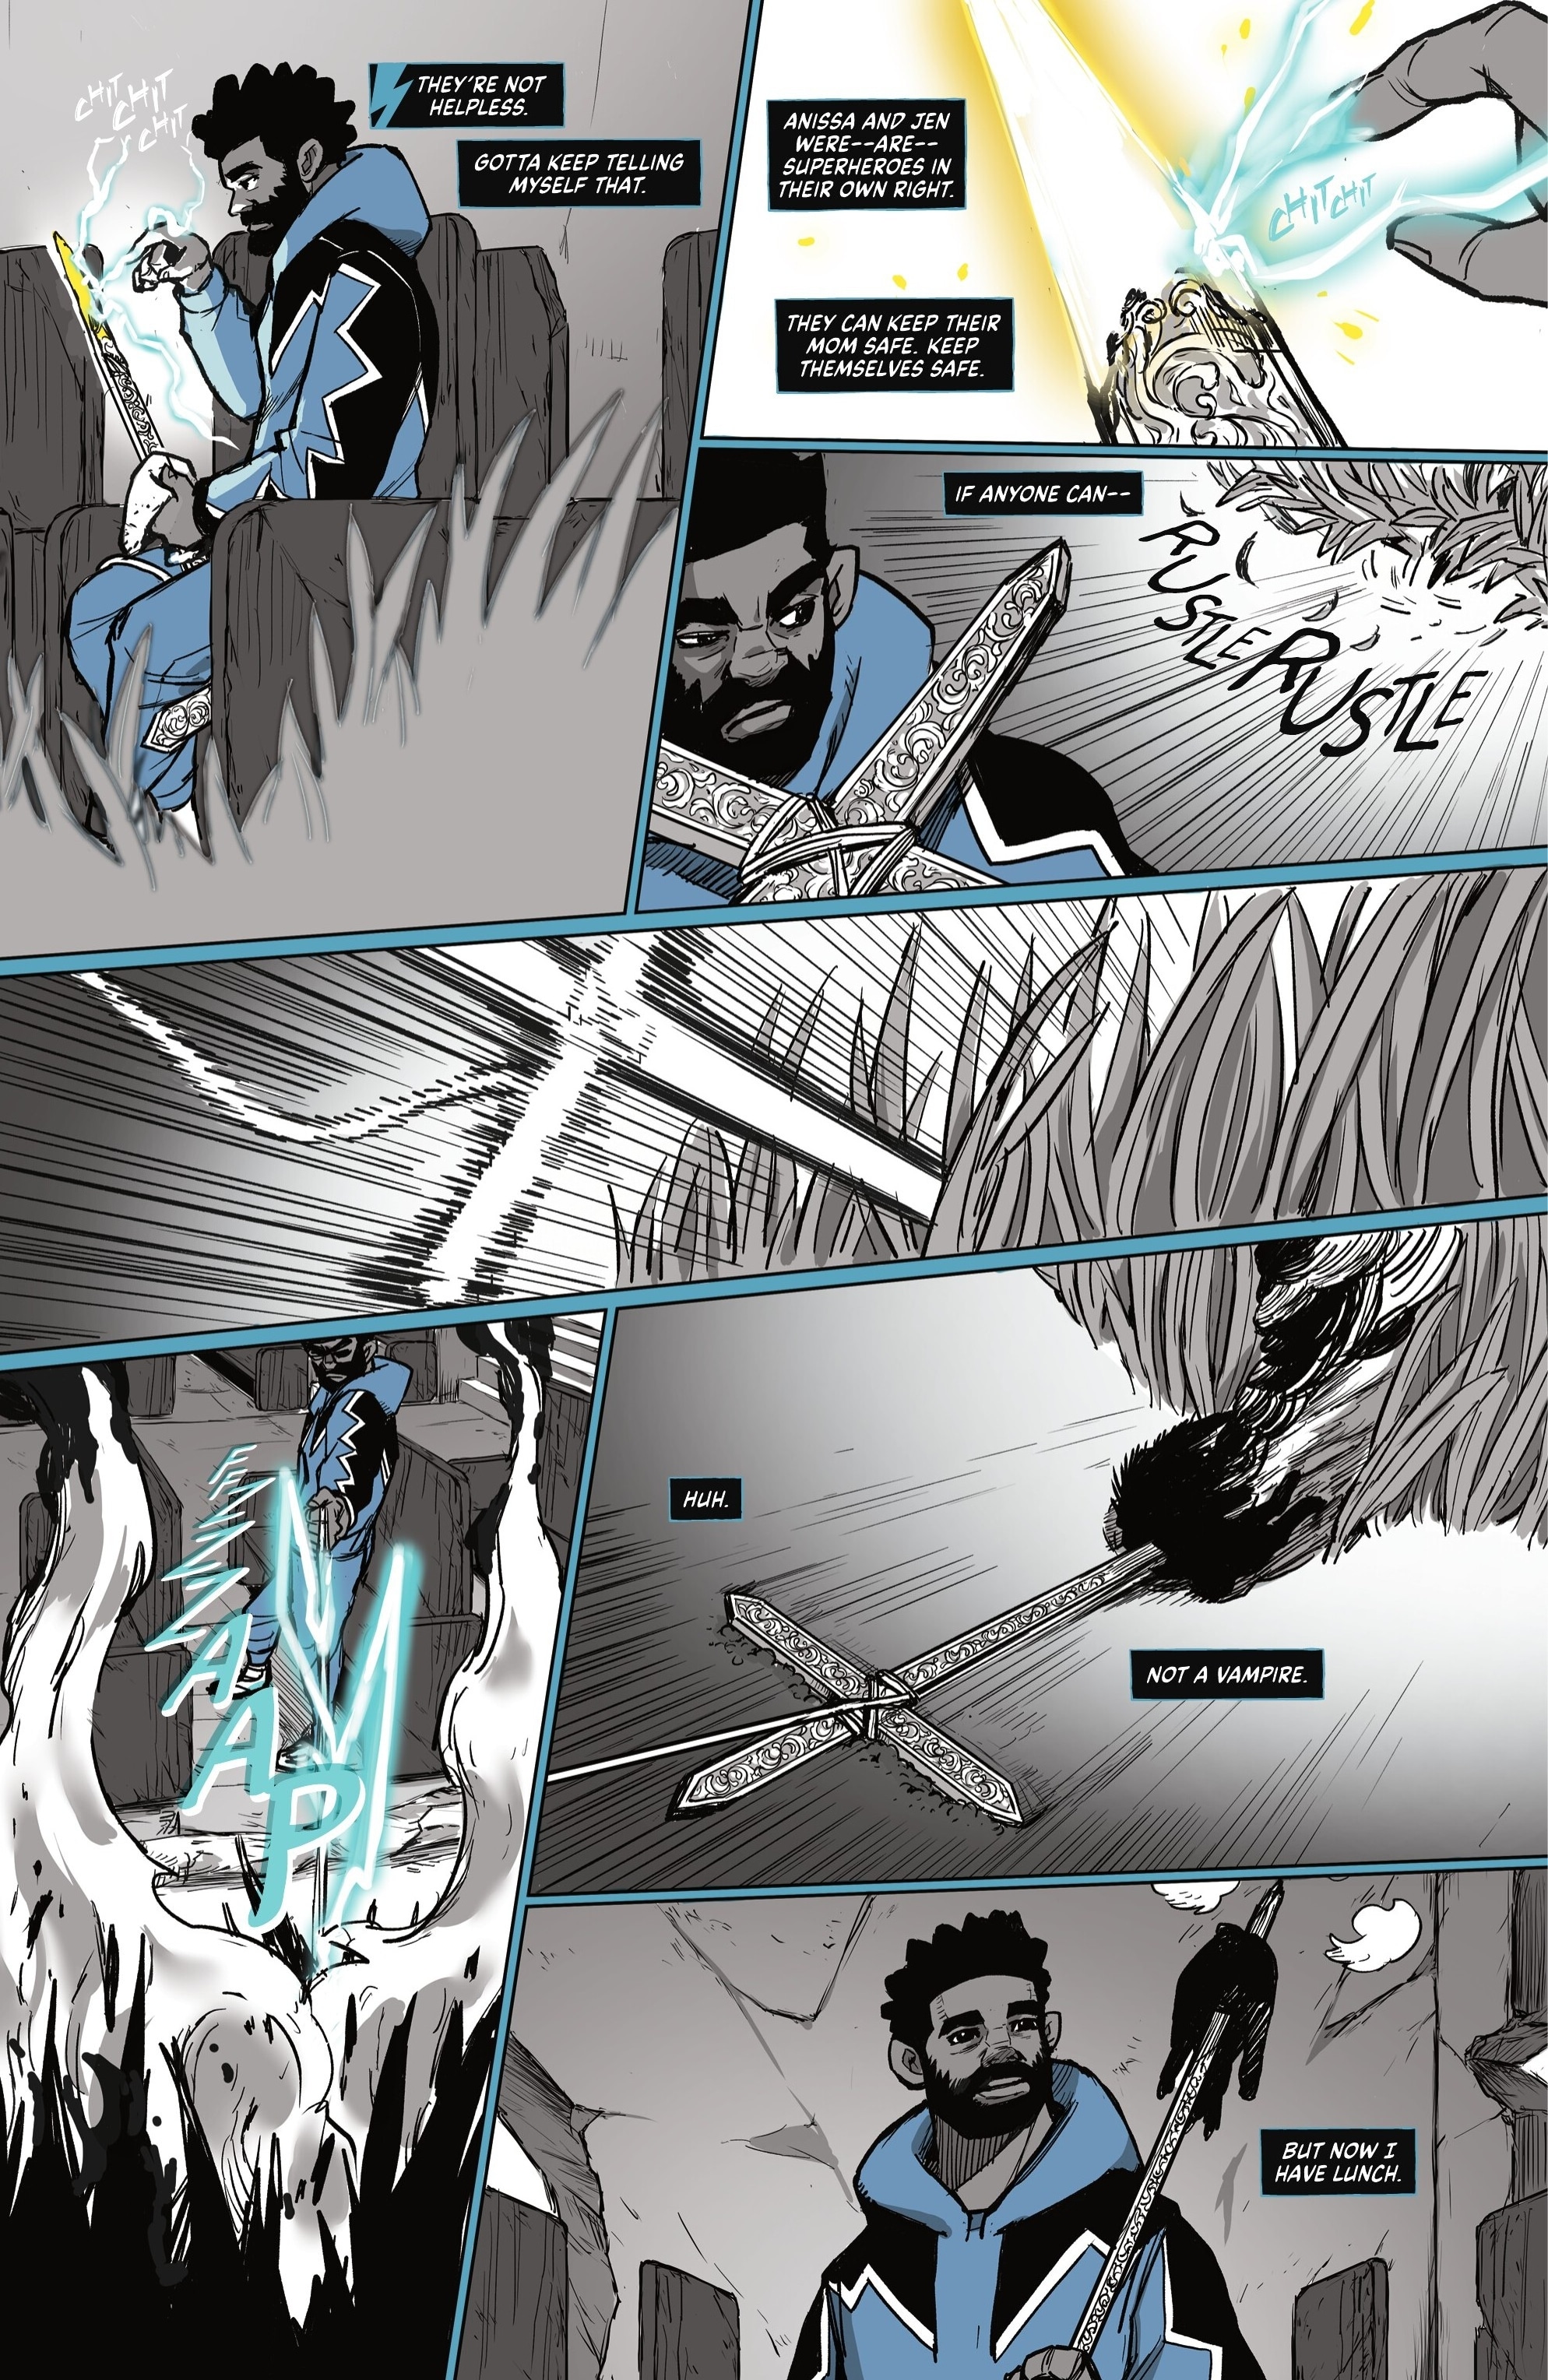 CHIT
CHIT
CHIT
THEY'RE NOT
HELPLESS.
GOTTA KEEP TELLING
MYSELF THAT.
ANISSA AND JEN
WERE--ARE--
SUPERHEROES IN
THEIR OWN RIGHT.
CHIT CHIT
THEY CAN KEEP THEIR
MOM SAFE. KEEP
THEMSELVES SAFE.
IF ANYONE CAN--
RUSTLE
RUSTLE
HUH.
NOT A VAMPIRE.
BUT NOW I
HAVE LUNCH.